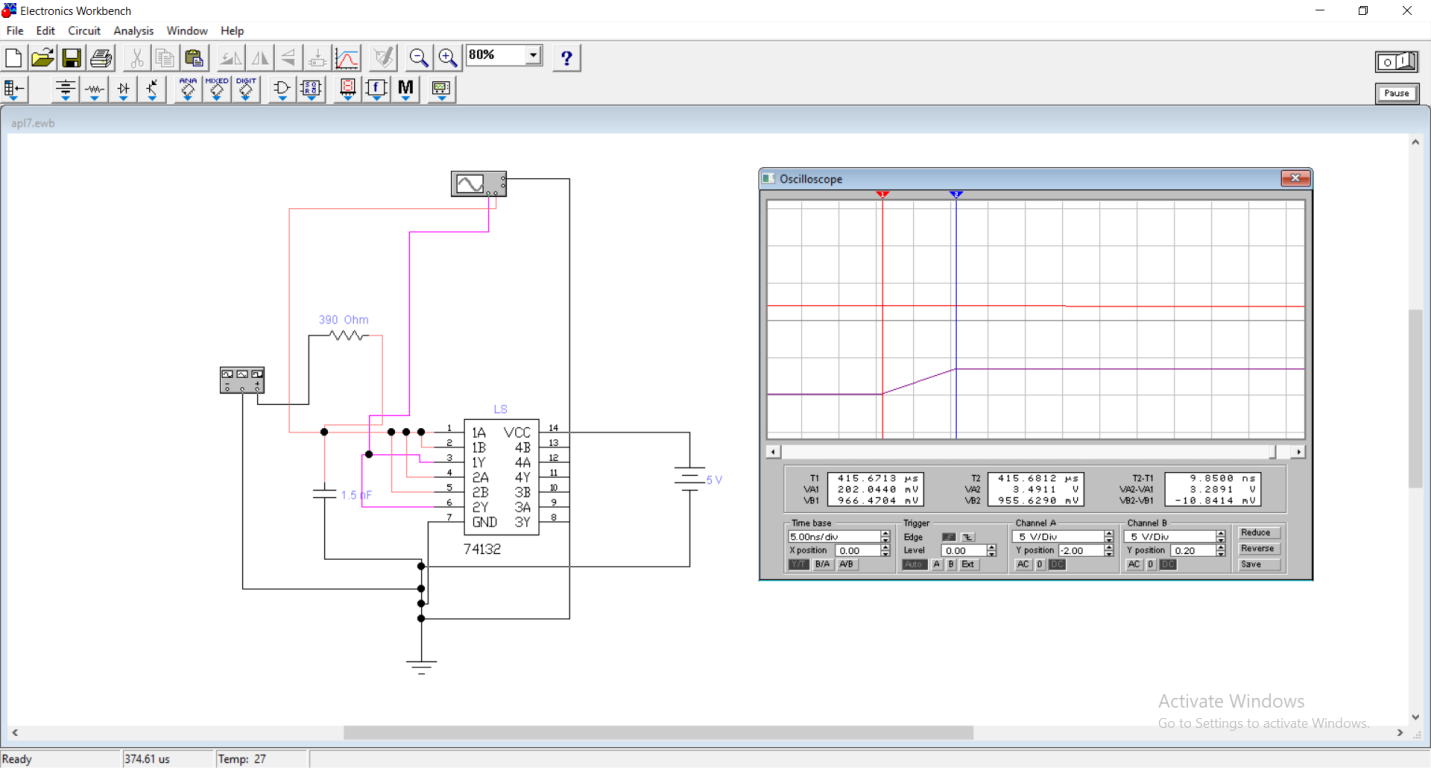 Electronics Workbench
File Edit Circuit Analysis Window Help
80%
?
ANA MIXED DIGIT
f M
O I
Pause
apl7.ewb
Oscilloscope
1 2
390 Ohm
LS
1 1A VCC 14
2 1B 4B 13
3 1Y 4A 12
4 2A 4Y 11
5 2B 3B 10
6 2Y 3A 9
7 GND 3Y 8
74132
1.5 nF
5 V
T1 415.6713 µs T2 415.6812 µs T2-T1 9.8500 ns
VA1 202.0440 mV VA2 3.4911 V VA2-VA1 3.2891 V
VB1 966.4704 mV VB2 955.6290 mV VB2-VB1 -10.8414 mV
Time base Trigger Channel A Channel B
5.00ns/div Edge 5 V/Div 5 V/Div Reduce
X position 0.00 Level 0.00 Y position -2.00 Y position 0.20 Reverse
Y/T B/A A/B Auto A B Ext AC 0 DC AC 0 DC Save
Activate Windows
Go to Settings to activate Windows.
Ready 374.61 us Temp: 27